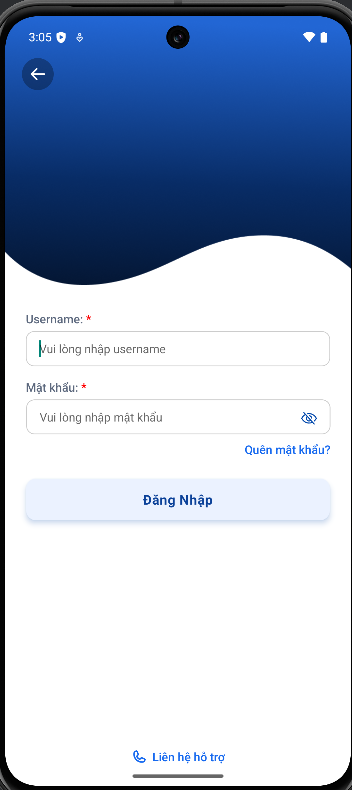 3:05
Username: *
Vui lòng nhập username
Mật khẩu: *
Vui lòng nhập mật khẩu
Quên mật khẩu?
Đăng Nhập
Liên hệ hỗ trợ